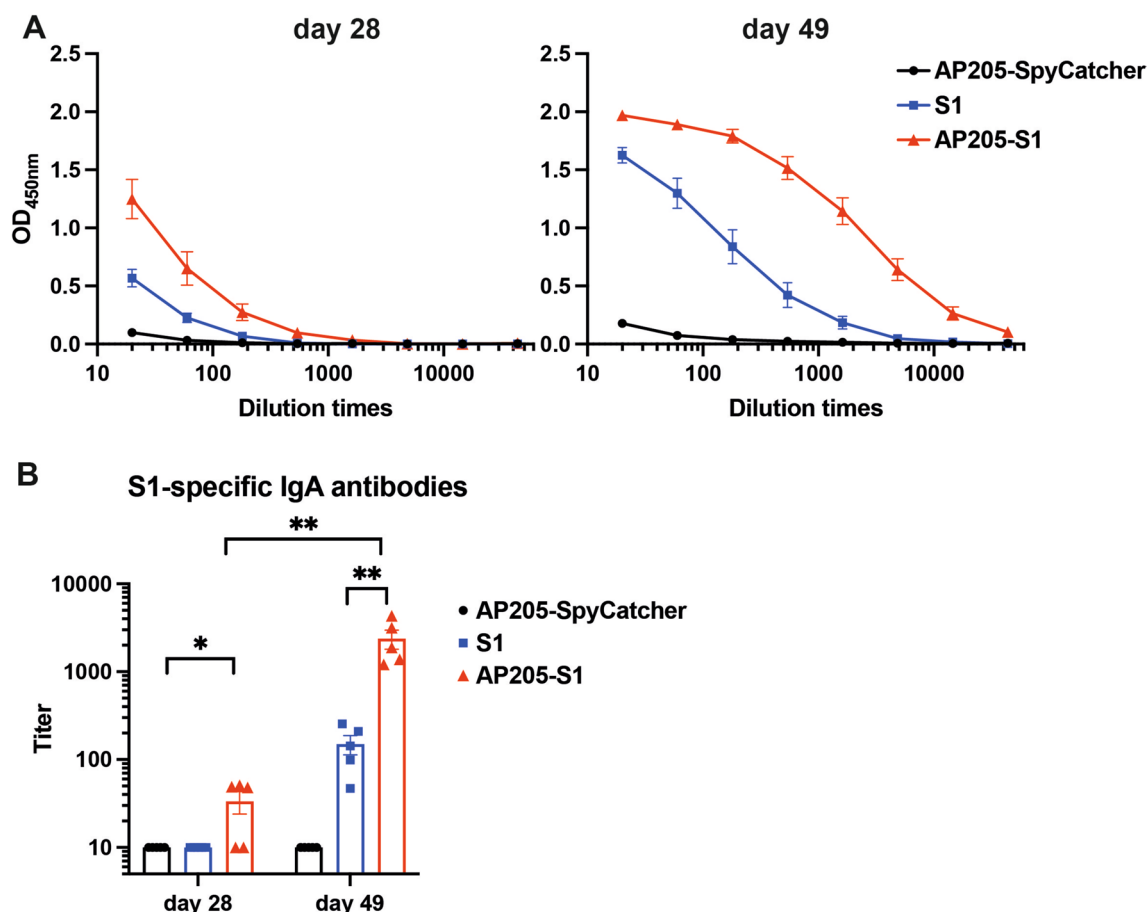 A
day 28
day 49
2.5
2.0
1.5
1.0
0.5
0.0
OD450nm
10
100
1000
10000
Dilution times
2.5
2.0
1.5
1.0
0.5
0.0
10
100
1000
10000
Dilution times
AP205-SpyCatcher
S1
AP205-S1
B
S1-specific IgA antibodies
**
**
*
10000
1000
100
10
Titer
day 28
day 49
AP205-SpyCatcher
S1
AP205-S1